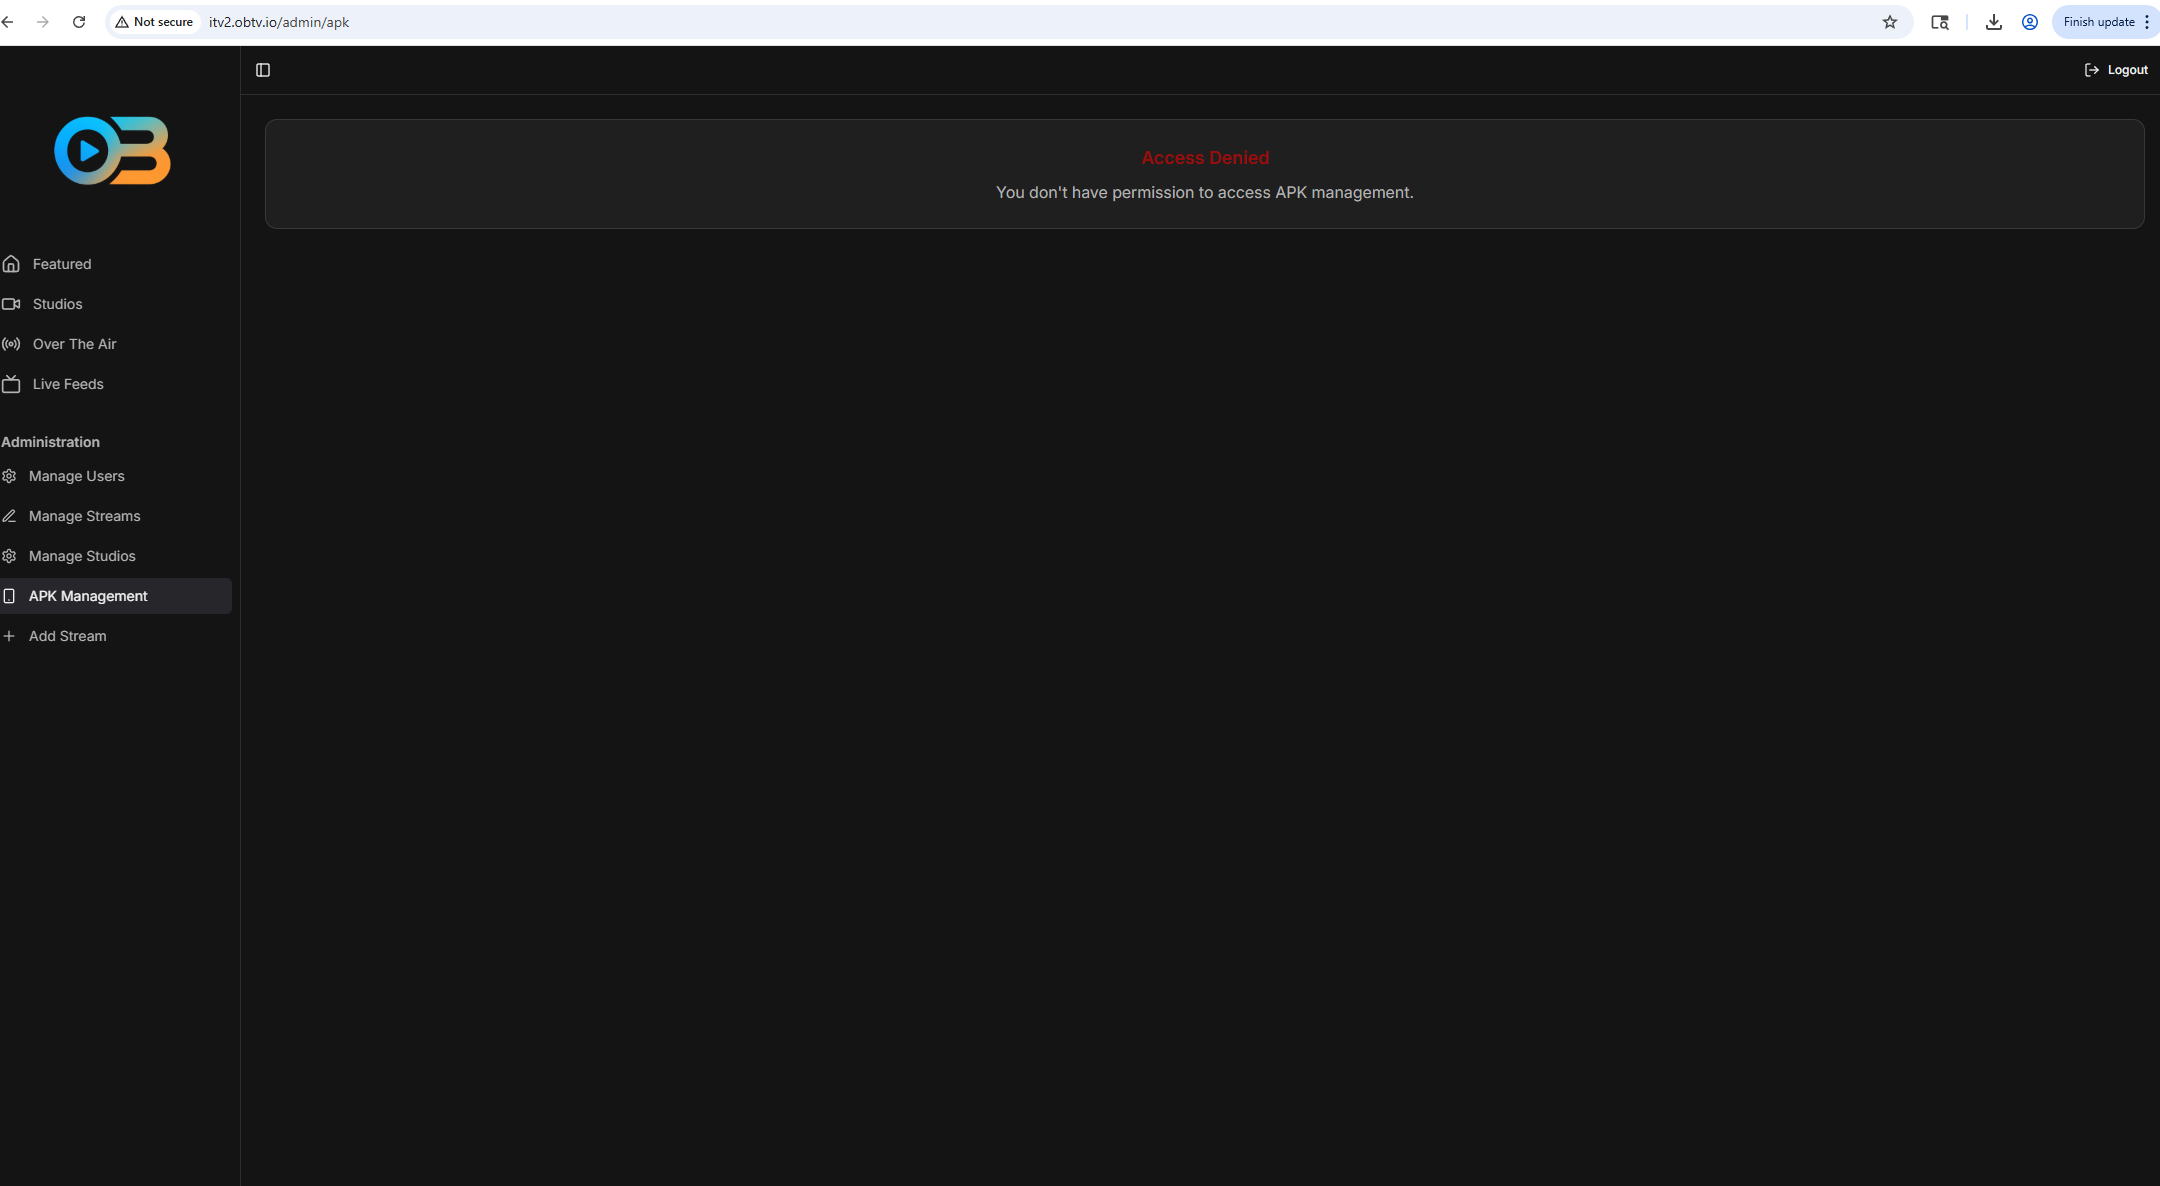 Not secure
itv2.obtv.io/admin/apk
Finish update
Logout
OB
Access Denied
You don't have permission to access APK management.
Featured
Studios
Over The Air
Live Feeds
Administration
Manage Users
Manage Streams
Manage Studios
APK Management
Add Stream